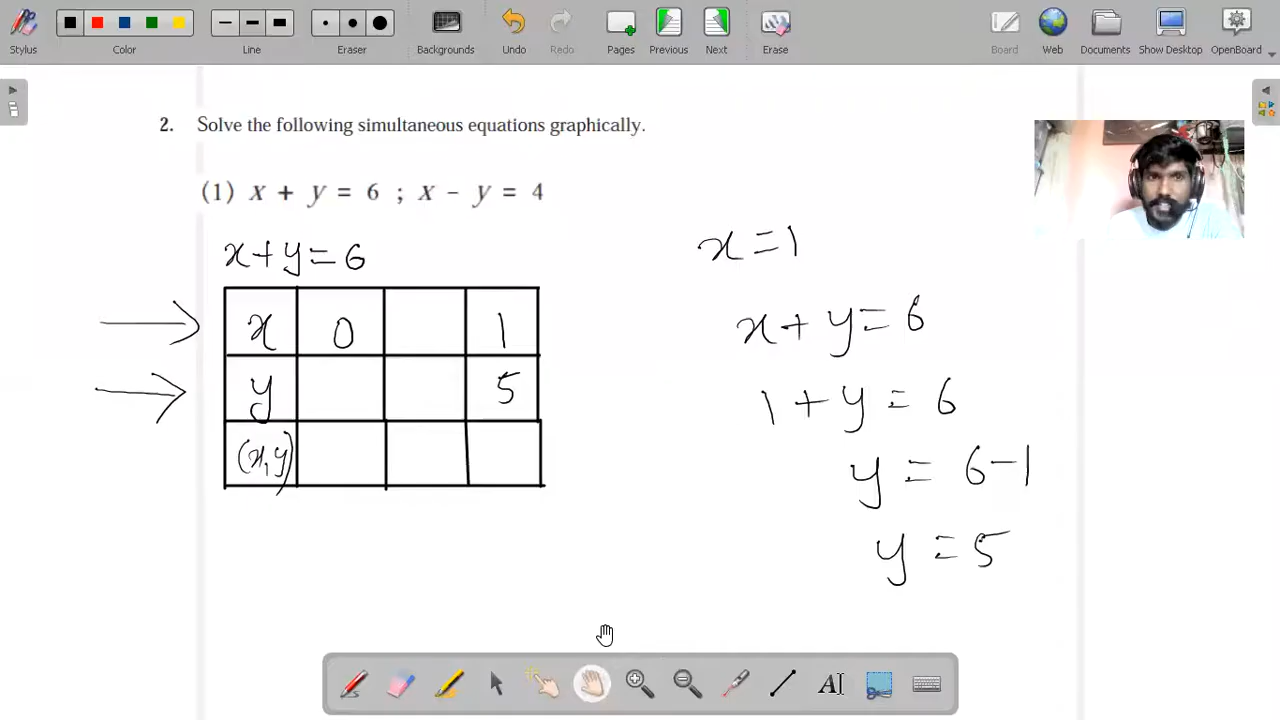 Stylus Color Line Eraser Backgrounds Undo Redo Pages Previous Next Erase Board Web Documents Show Desktop OpenBoard
2. Solve the following simultaneous equations graphically.
(1) x + y = 6 ; x - y = 4
x+y=6
x 0 1
y 5
(x,y)
x=1
x+y=6
1+y=6
y=6-1
y=5